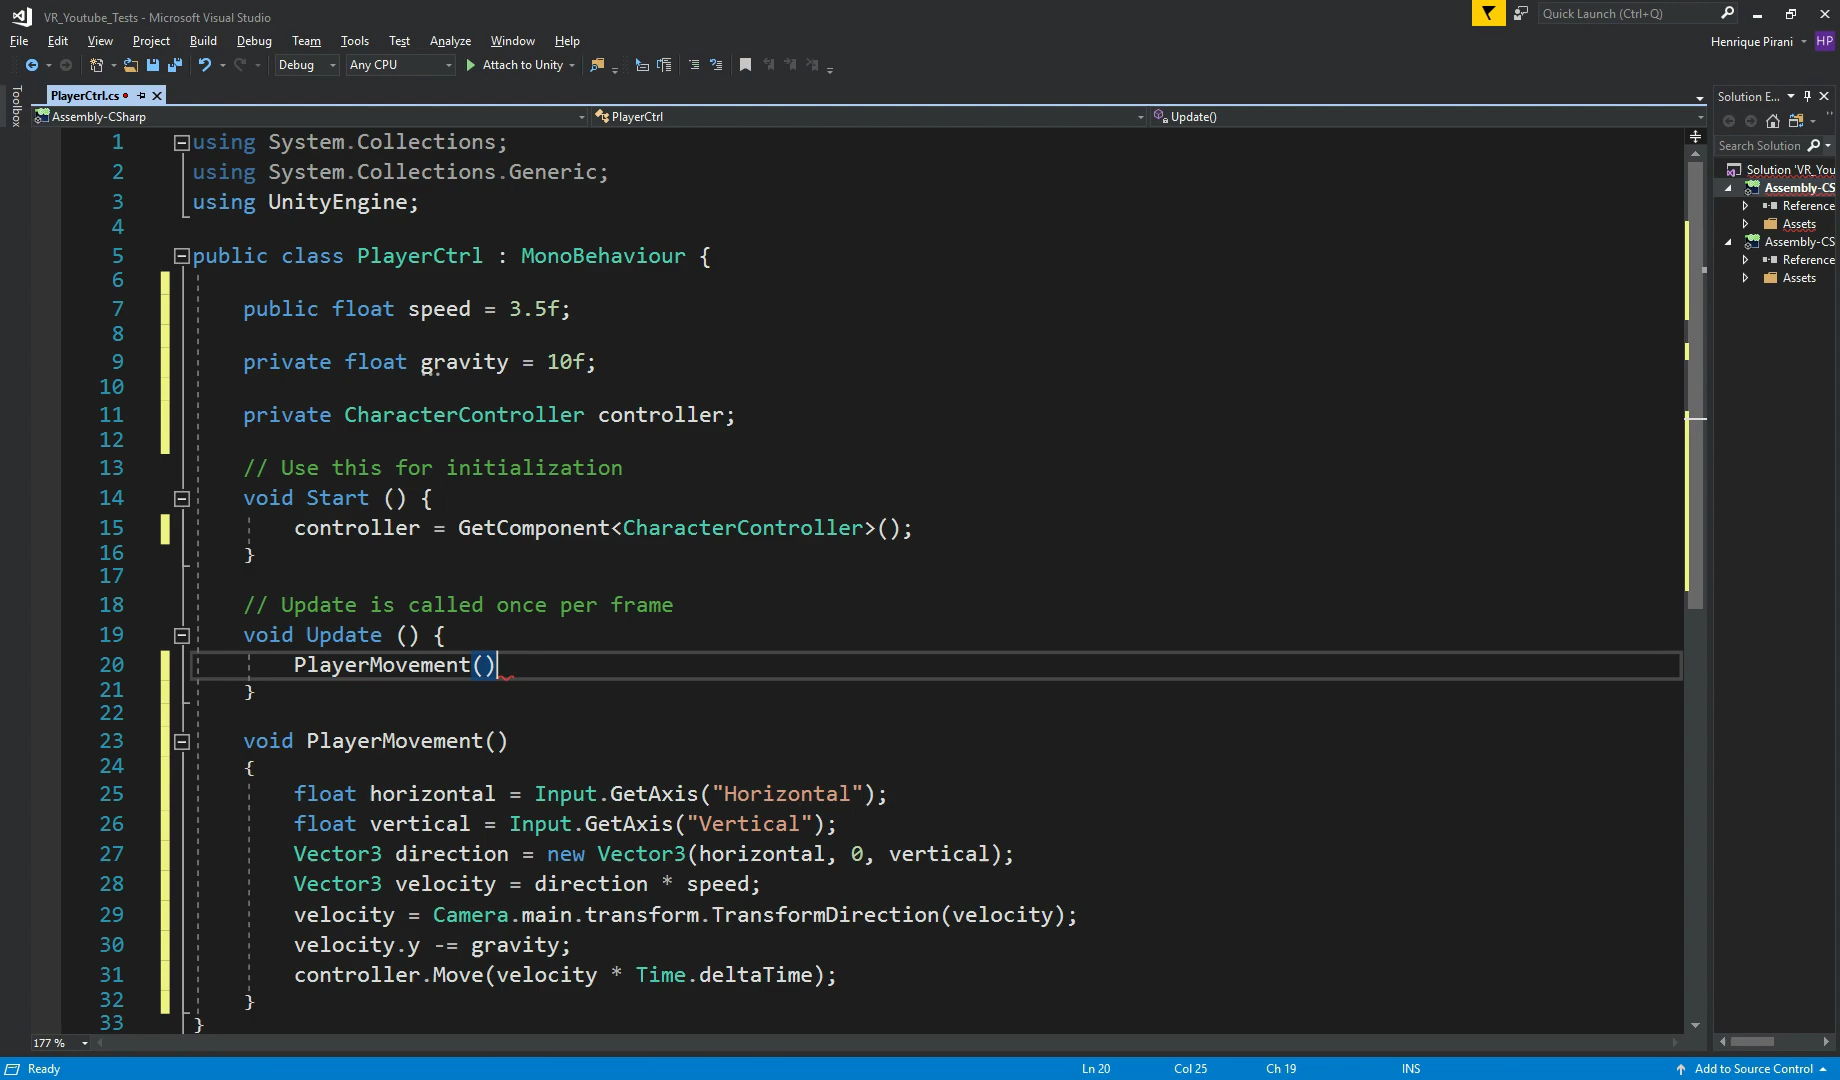 VR_Youtube_Tests - Microsoft Visual Studio
Quick Launch (Ctrl+Q)
File Edit View Project Build Debug Team Tools Test Analyze Window Help
Henrique Pirani HP
Debug Any CPU Attach to Unity
Toolbox
PlayerCtrl.cs
Solution E...
Assembly-CSharp PlayerCtrl Update()
Search Solution
Solution 'VR_You
Assembly-CS
Reference
Assets
Assembly-CS
Reference
Assets
1 using System.Collections;
2 using System.Collections.Generic;
3 using UnityEngine;
4
5 public class PlayerCtrl : MonoBehaviour {
6
7 public float speed = 3.5f;
8
9 private float gravity = 10f;
10
11 private CharacterController controller;
12
13 // Use this for initialization
14 void Start () {
15 controller = GetComponent<CharacterController>();
16 }
17
18 // Update is called once per frame
19 void Update () {
20 PlayerMovement()
21 }
22
23 void PlayerMovement()
24 {
25 float horizontal = Input.GetAxis("Horizontal");
26 float vertical = Input.GetAxis("Vertical");
27 Vector3 direction = new Vector3(horizontal, 0, vertical);
28 Vector3 velocity = direction * speed;
29 velocity = Camera.main.transform.TransformDirection(velocity);
30 velocity.y -= gravity;
31 controller.Move(velocity * Time.deltaTime);
32 }
33 }
177 %
Ready Ln 20 Col 25 Ch 19 INS Add to Source Control